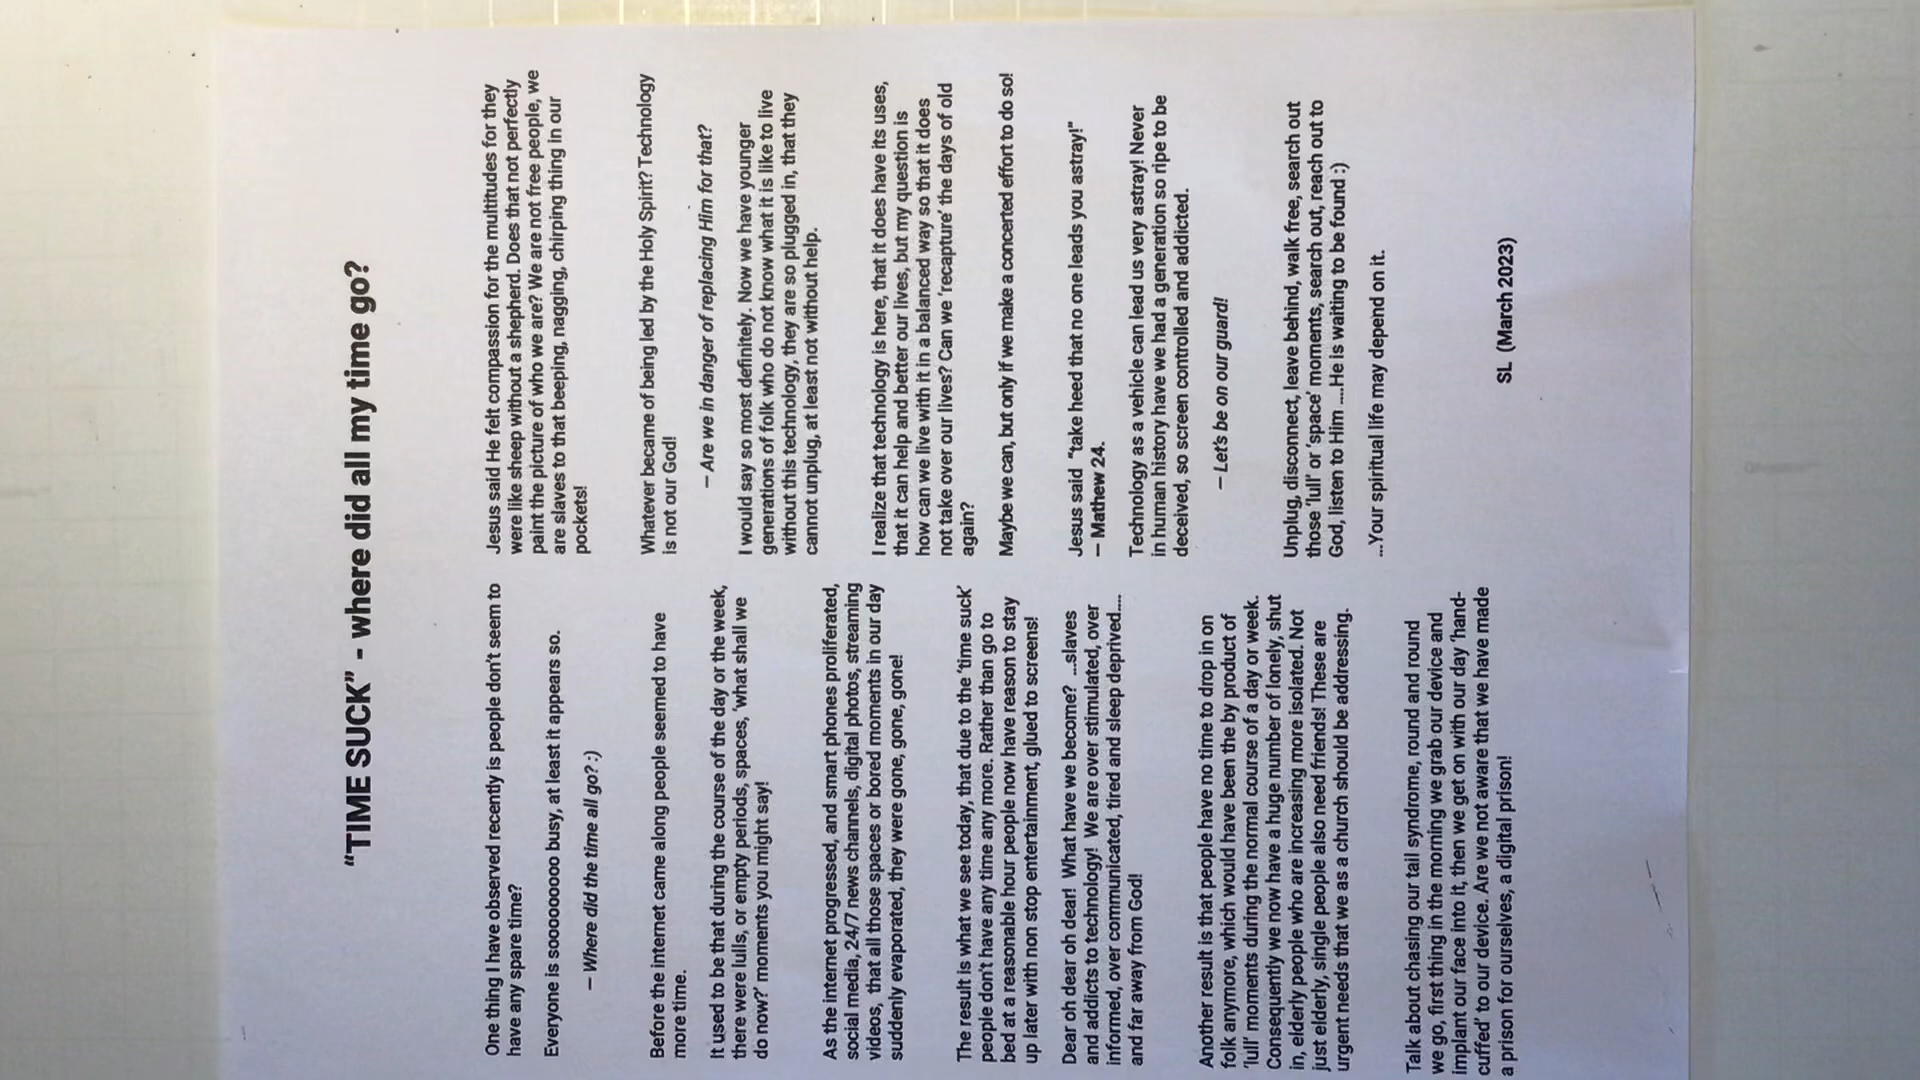 “TIME SUCK” - where did all my time go?
One thing I have observed recently is people don't seem to
have any spare time?
Everyone is sooooooooo busy, at least it appears so.
– Where did the time all go? :)
Before the internet came along people seemed to have
more time.
It used to be that during the course of the day or the week,
there were lulls, or empty periods, spaces, 'what shall we
do now?' moments you might say!
As the internet progressed, and smart phones proliferated,
social media, 24/7 news channels, digital photos, streaming
videos, that all those spaces or bored moments in our day
suddenly evaporated, they were gone, gone, gone!
The result is what we see today, that due to the 'time suck'
people don't have any time any more. Rather than go to
bed at a reasonable hour people now have reason to stay
up later with non stop entertainment, glued to screens!
Dear oh dear oh dear! What have we become? ...slaves
and addicts to technology! We are over stimulated, over
informed, over communicated, tired and sleep deprived....
and far away from God!
Another result is that people have no time to drop in on
folk anymore, which would have been the by product of
'lull' moments during the normal course of a day or week.
Consequently we now have a huge number of lonely, shut
in, elderly people who are increasing more isolated. Not
just elderly, single people also need friends! These are
urgent needs that we as a church should be addressing.
Talk about chasing our tail syndrome, round and round
we go, first thing in the morning we grab our device and
implant our face into it, then we get on with our day 'hand-
cuffed' to our device. Are we not aware that we have made
a prison for ourselves, a digital prison!
Jesus said He felt compassion for the multitudes for they
were like sheep without a shepherd. Does that not perfectly
paint the picture of who we are? We are not free people, we
are slaves to that beeping, nagging, chirping thing in our
pockets!
Whatever became of being led by the Holy Spirit? Technology
is not our God!
– Are we in danger of replacing Him for that?
I would say so most definitely. Now we have younger
generations of folk who do not know what it is like to live
without this technology, they are so plugged in, that they
cannot unplug, at least not without help.
I realize that technology is here, that it does have its uses,
that it can help and better our lives, but my question is
how can we live with it in a balanced way so that it does
not take over our lives? Can we 'recapture' the days of old
again?
Maybe we can, but only if we make a concerted effort to do so!
Jesus said “take heed that no one leads you astray!”
– Mathew 24.
Technology as a vehicle can lead us very astray! Never
in human history have we had a generation so ripe to be
deceived, so screen controlled and addicted.
– Let's be on our guard!
Unplug, disconnect, leave behind, walk free, search out
those 'lull' or 'space' moments, search out, reach out to
God, listen to Him ....He is waiting to be found :)
...Your spiritual life may depend on it.
SL (March 2023)